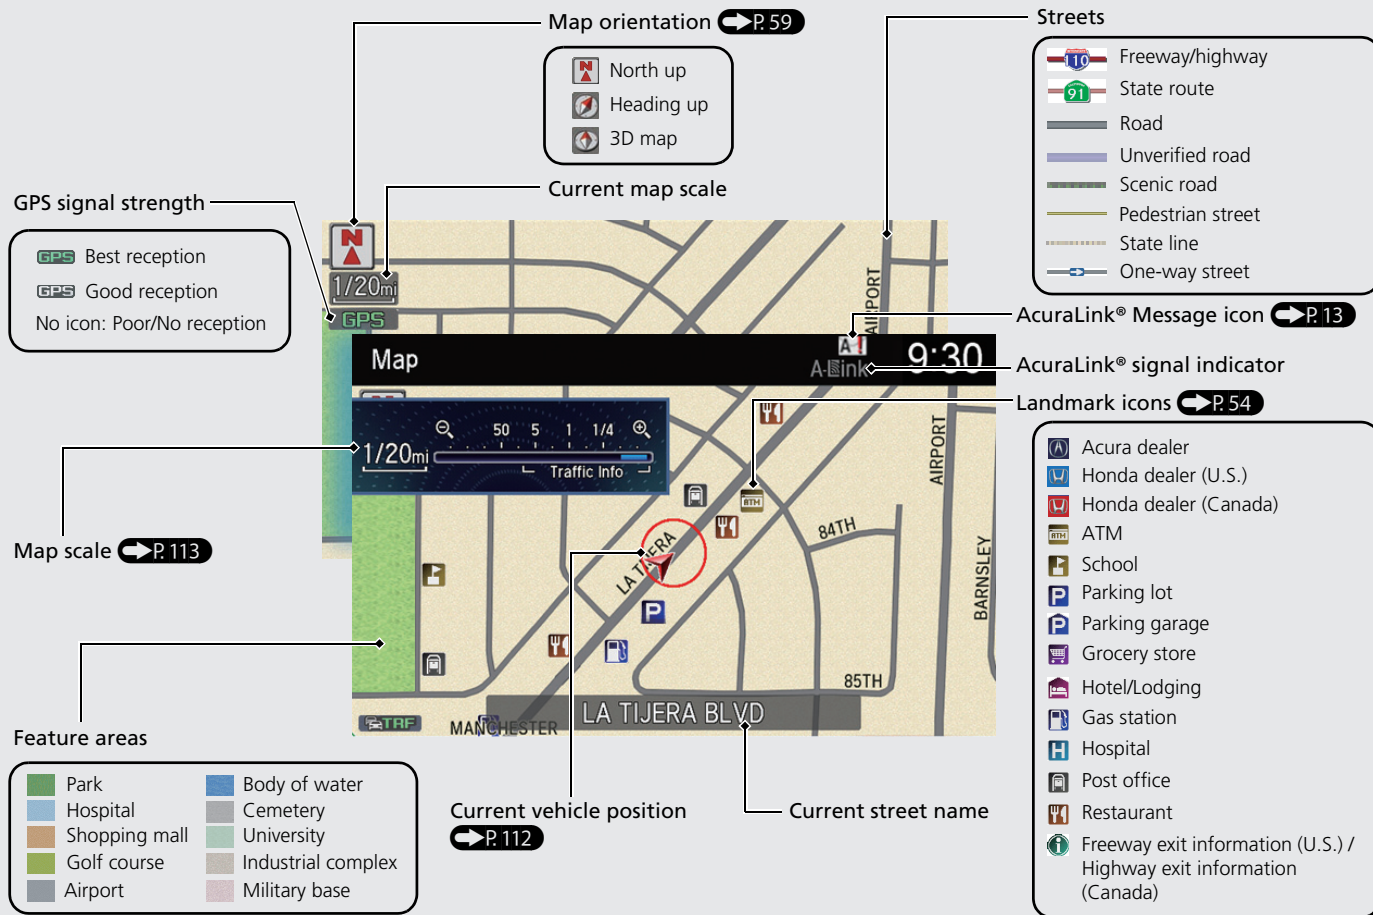 Map orientation P. 59
N North up
Heading up
3D map
Current map scale
GPS signal strength
GPS Best reception
GPS Good reception
No icon: Poor/No reception
Streets
110 Freeway/highway
91 State route
Road
Unverified road
Scenic road
Pedestrian street
State line
One-way street
AcuraLink® Message icon P. 13
AcuraLink® signal indicator
Landmark icons P. 54
Acura dealer
Honda dealer (U.S.)
Honda dealer (Canada)
ATM ATM
School
P Parking lot
P Parking garage
Grocery store
Hotel/Lodging
Gas station
H Hospital
Post office
Restaurant
Freeway exit information (U.S.) /
Highway exit information
(Canada)
N
1/20mi
GPS
AIRPORT
Map
A !
A-Link
9:30
50 5 1 1/4
1/20mi
Traffic Info
ATM
AIRPORT
84TH
LA TIJERA
BARNSLEY
P
85TH
TRF
MANCHESTER
LA TIJERA BLVD
Map scale P. 113
Feature areas
Park
Hospital
Shopping mall
Golf course
Airport
Body of water
Cemetery
University
Industrial complex
Military base
Current vehicle position
P. 112
Current street name